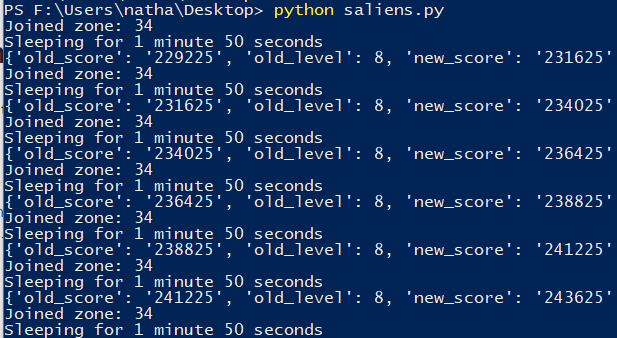 PS F:\Users\natha\Desktop> python saliens.py
Joined zone: 34
Sleeping for 1 minute 50 seconds
{'old_score': '229225', 'old_level': 8, 'new_score': '231625'
Joined zone: 34
Sleeping for 1 minute 50 seconds
{'old_score': '231625', 'old_level': 8, 'new_score': '234025'
Joined zone: 34
Sleeping for 1 minute 50 seconds
{'old_score': '234025', 'old_level': 8, 'new_score': '236425'
Joined zone: 34
Sleeping for 1 minute 50 seconds
{'old_score': '236425', 'old_level': 8, 'new_score': '238825'
Joined zone: 34
Sleeping for 1 minute 50 seconds
{'old_score': '238825', 'old_level': 8, 'new_score': '241225'
Joined zone: 34
Sleeping for 1 minute 50 seconds
{'old_score': '241225', 'old_level': 8, 'new_score': '243625'
Joined zone: 34
Sleeping for 1 minute 50 seconds